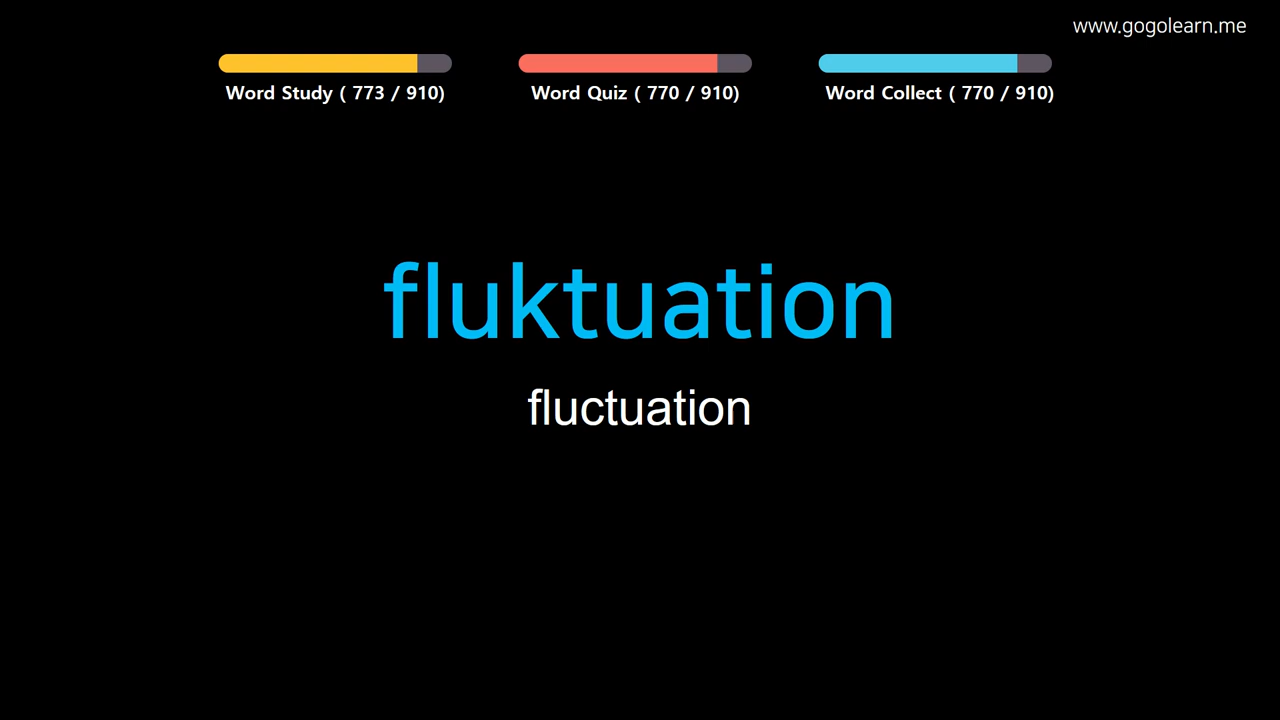 www.gogolearn.me
Word Study ( 773 / 910)
Word Quiz ( 770 / 910)
Word Collect ( 770 / 910)
fluktuation
fluctuation